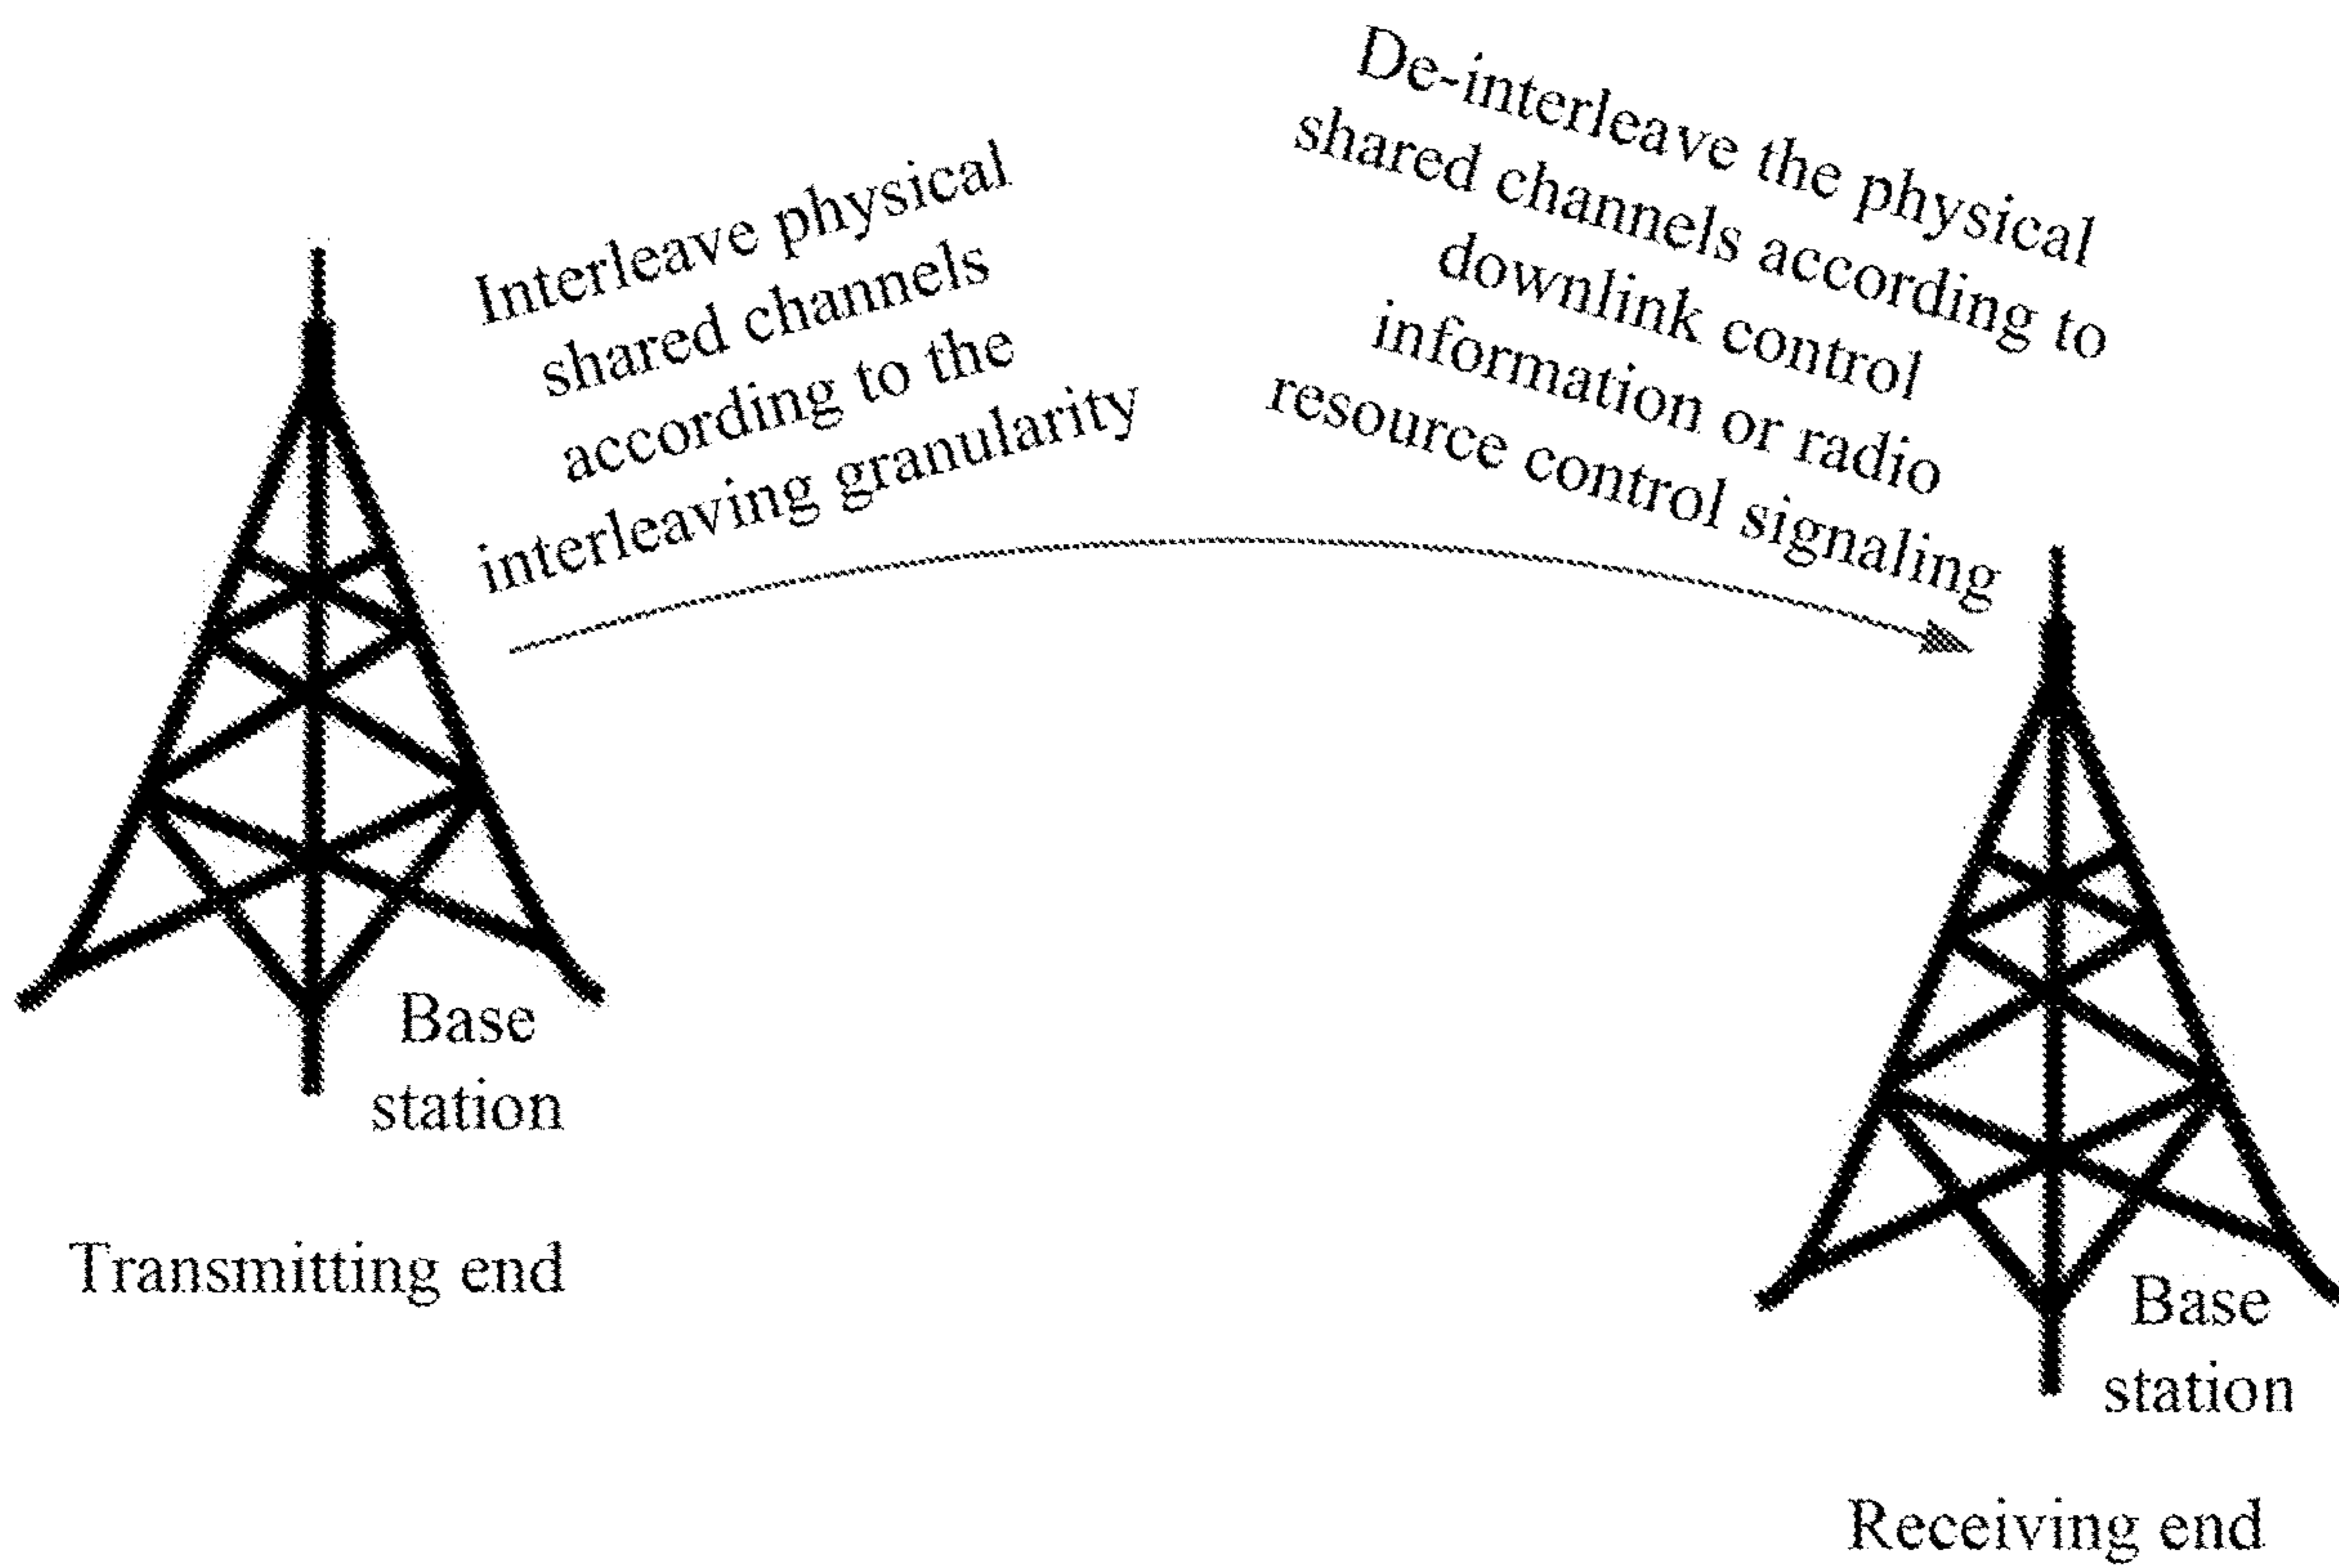 Interleave physical
shared channels
according to the
interleaving granularity
De-interleave the physical
shared channels according to
downlink control
information or radio
resource control signaling
Base
station
Transmitting end
Base
station
Receiving end